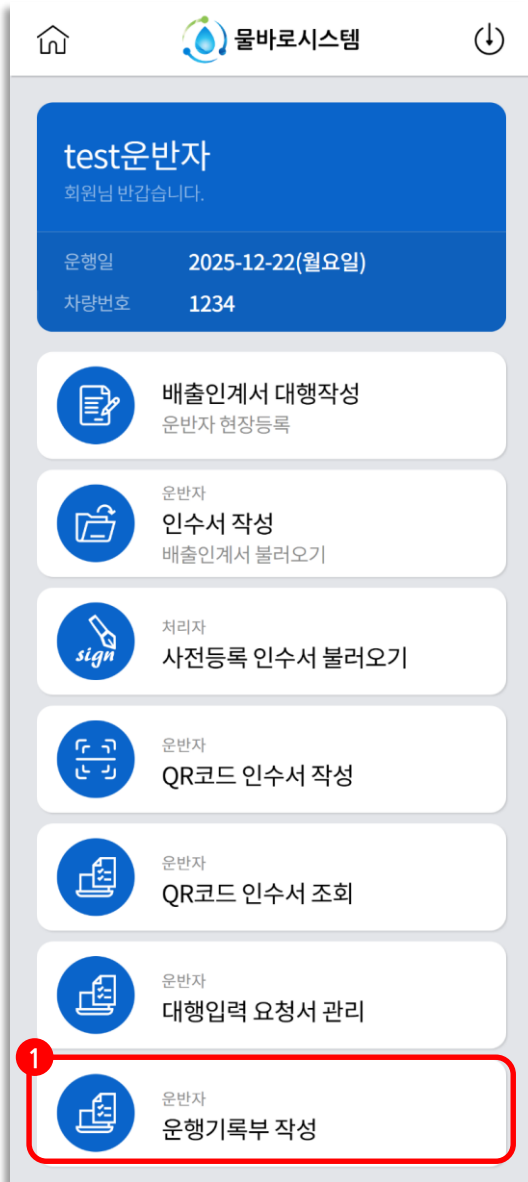 물바로시스템
test운반자
회원님 반갑습니다.
운행일 2025-12-22(월요일)
차량번호 1234
배출인계서 대행작성
운반자 현장등록
운반자
인수서 작성
배출인계서 불러오기
sign
처리자
사전등록 인수서 불러오기
운반자
QR코드 인수서 작성
운반자
QR코드 인수서 조회
운반자
대행입력 요청서 관리
1
운반자
운행기록부 작성